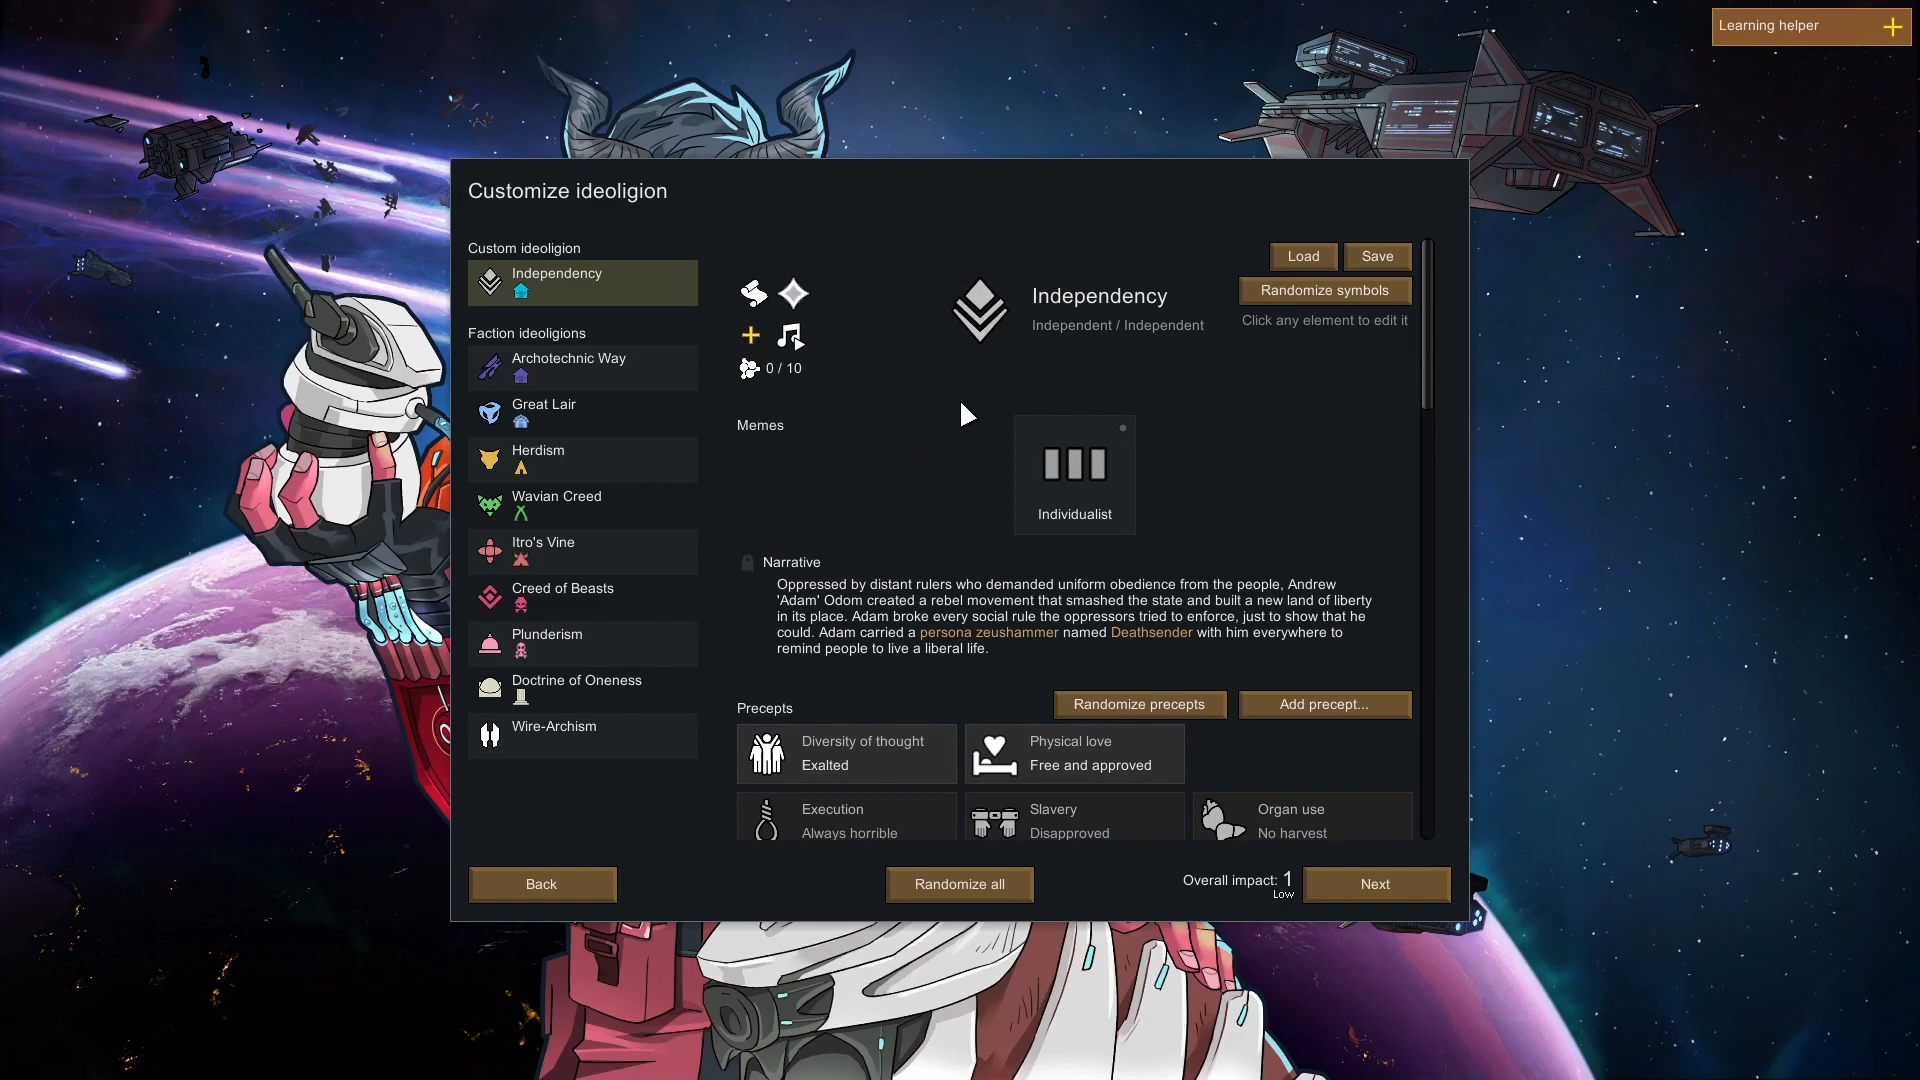 Learning helper
Customize ideoligion
Custom ideoligion
Independency
Faction ideoligions
Archotechnic Way
Great Lair
Herdism
Wavian Creed
Itro's Vine
Creed of Beasts
Plunderism
Doctrine of Oneness
Wire-Archism
0 / 10
Independency
Independent / Independent
Load
Save
Randomize symbols
Click any element to edit it
Memes
Individualist
Narrative
Oppressed by distant rulers who demanded uniform obedience from the people, Andrew
'Adam' Odom created a rebel movement that smashed the state and built a new land of liberty
in its place. Adam broke every social rule the oppressors tried to enforce, just to show that he
could. Adam carried a persona zeushammer named Deathsender with him everywhere to
remind people to live a liberal life.
Precepts
Randomize precepts
Add precept...
Diversity of thought
Exalted
Physical love
Free and approved
Execution
Always horrible
Slavery
Disapproved
Organ use
No harvest
Back
Randomize all
Overall impact: 1
Low
Next